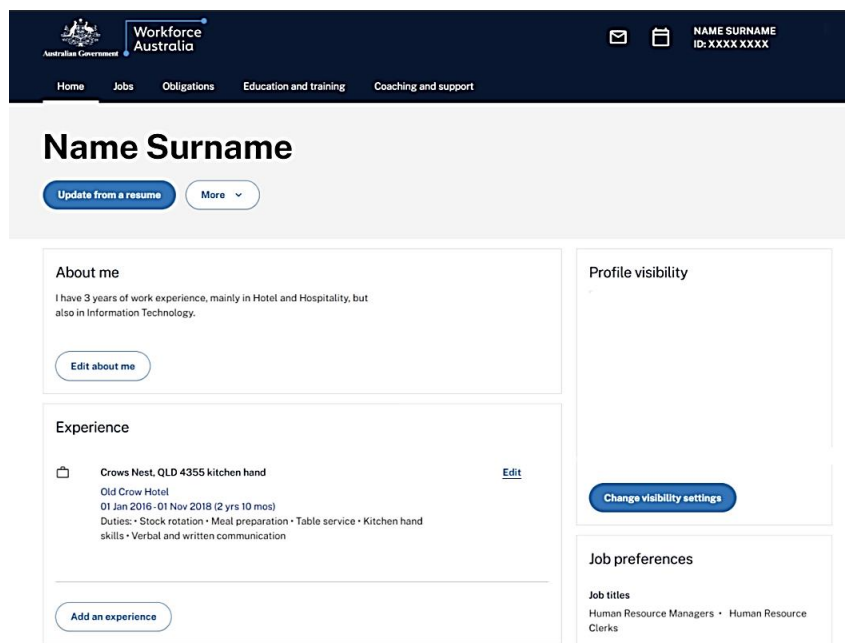 Australian Government
Workforce
Australia
NAME SURNAME
ID: XXXX XXXX
Home Jobs Obligations Education and training Coaching and support
Name Surname
Update from a resume More
About me
I have 3 years of work experience, mainly in Hotel and Hospitality, but
also in Information Technology.
Edit about me
Experience
Crows Nest, QLD 4355 kitchen hand Edit
Old Crow Hotel
01 Jan 2016 - 01 Nov 2018 (2 yrs 10 mos)
Duties: • Stock rotation • Meal preparation • Table service • Kitchen hand
skills • Verbal and written communication
Add an experience
Profile visibility
Change visibility settings
Job preferences
Job titles
Human Resource Managers • Human Resource
Clerks